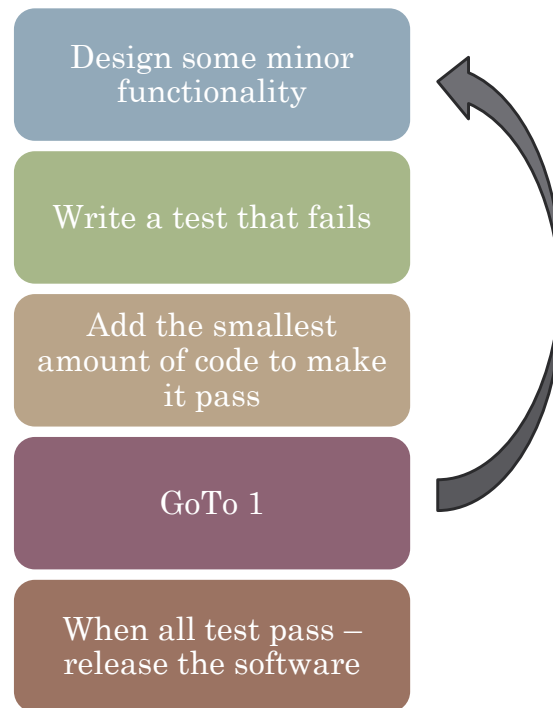 Design some minor
functionality
Write a test that fails
Add the smallest
amount of code to make
it pass
GoTo 1
When all test pass –
release the software